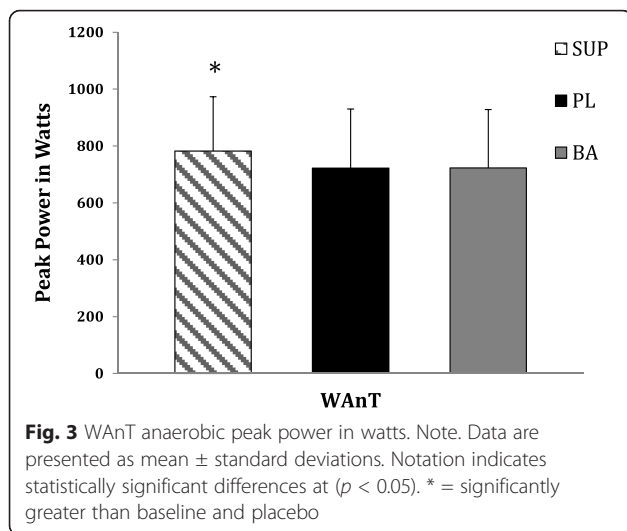 1200
1000
800
600
400
200
0
Peak Power in Watts
*
SUP
PL
BA
WAnT
Fig. 3 WAnT anaerobic peak power in watts. Note. Data are
presented as mean ± standard deviations. Notation indicates
statistically significant differences at (p < 0.05). * = significantly
greater than baseline and placebo